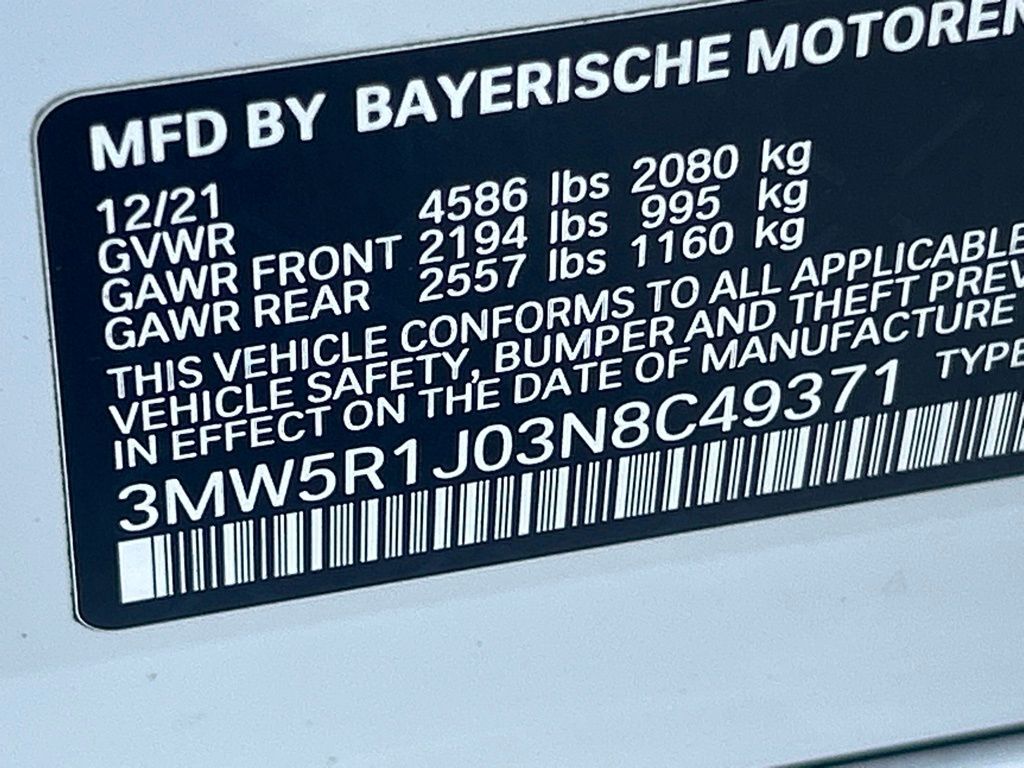 MFD BY BAYERISCHE MOTOREN
12/21
GVWR 4586 lbs 2080 kg
GAWR FRONT 2194 lbs 995 kg
GAWR REAR 2557 lbs 1160 kg
THIS VEHICLE CONFORMS TO ALL APPLICABLE
VEHICLE SAFETY, BUMPER AND THEFT PREV
IN EFFECT ON THE DATE OF MANUFACTURE
3MW5R1J03N8C49371 TYPE